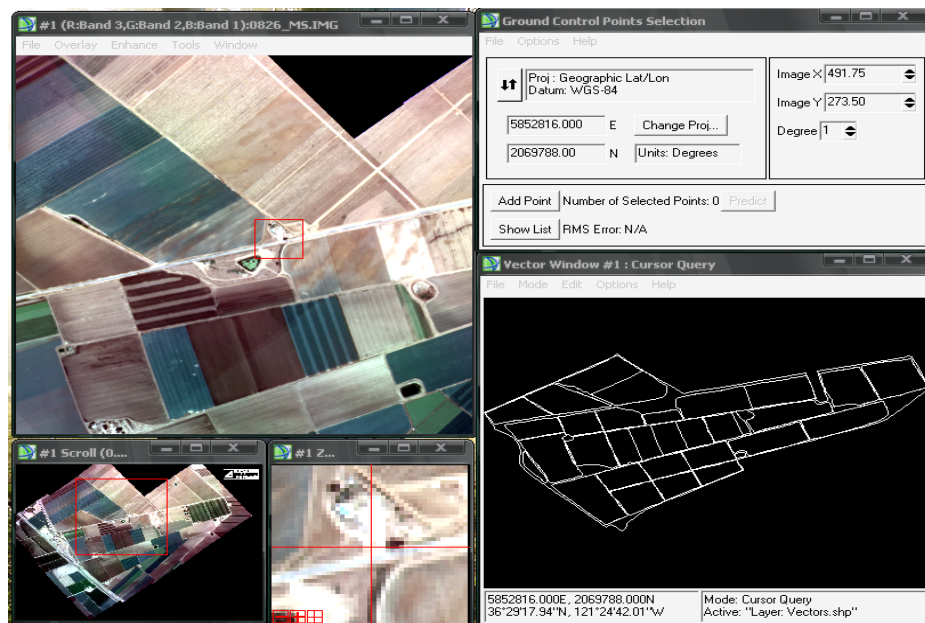 #1 (R:Band 3,G:Band 2,B:Band 1):0826_MS.IMG
File Overlay Enhance Tools Window
Ground Control Points Selection
File Options Help
Proj : Geographic Lat/Lon
Datum: WGS-84
5852816.000 E Change Proj...
2069788.00 N Units: Degrees
Image X 491.75
Image Y 273.50
Degree 1
Add Point Number of Selected Points: 0 Predict
Show List RMS Error: N/A
Vector Window #1 : Cursor Query
File Mode Edit Options Help
#1 Scroll (0....
#1 Z...
5852816.000E, 2069788.000N
36°29'17.94"N, 121°24'42.01"W
Mode: Cursor Query
Active: "Layer: Vectors.shp"